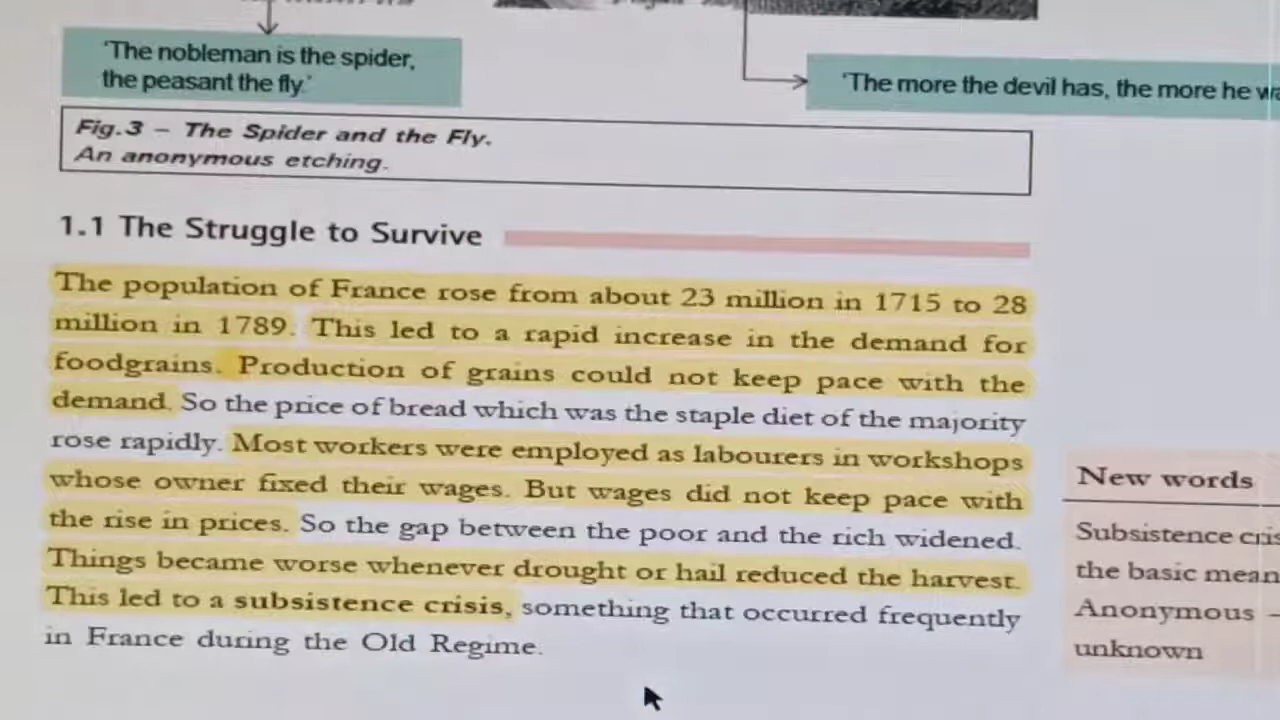 'The nobleman is the spider,
the peasant the fly.'
'The more the devil has, the more he
Fig.3 – The Spider and the Fly.
An anonymous etching.
1.1 The Struggle to Survive
The population of France rose from about 23 million in 1715 to 28
million in 1789. This led to a rapid increase in the demand for
foodgrains. Production of grains could not keep pace with the
demand. So the price of bread which was the staple diet of the majority
rose rapidly. Most workers were employed as labourers in workshops
whose owner fixed their wages. But wages did not keep pace with
the rise in prices. So the gap between the poor and the rich widened.
Things became worse whenever drought or hail reduced the harvest.
This led to a subsistence crisis, something that occurred frequently
in France during the Old Regime.
New words
Subsistence
the basic
Anonymous –
unknown